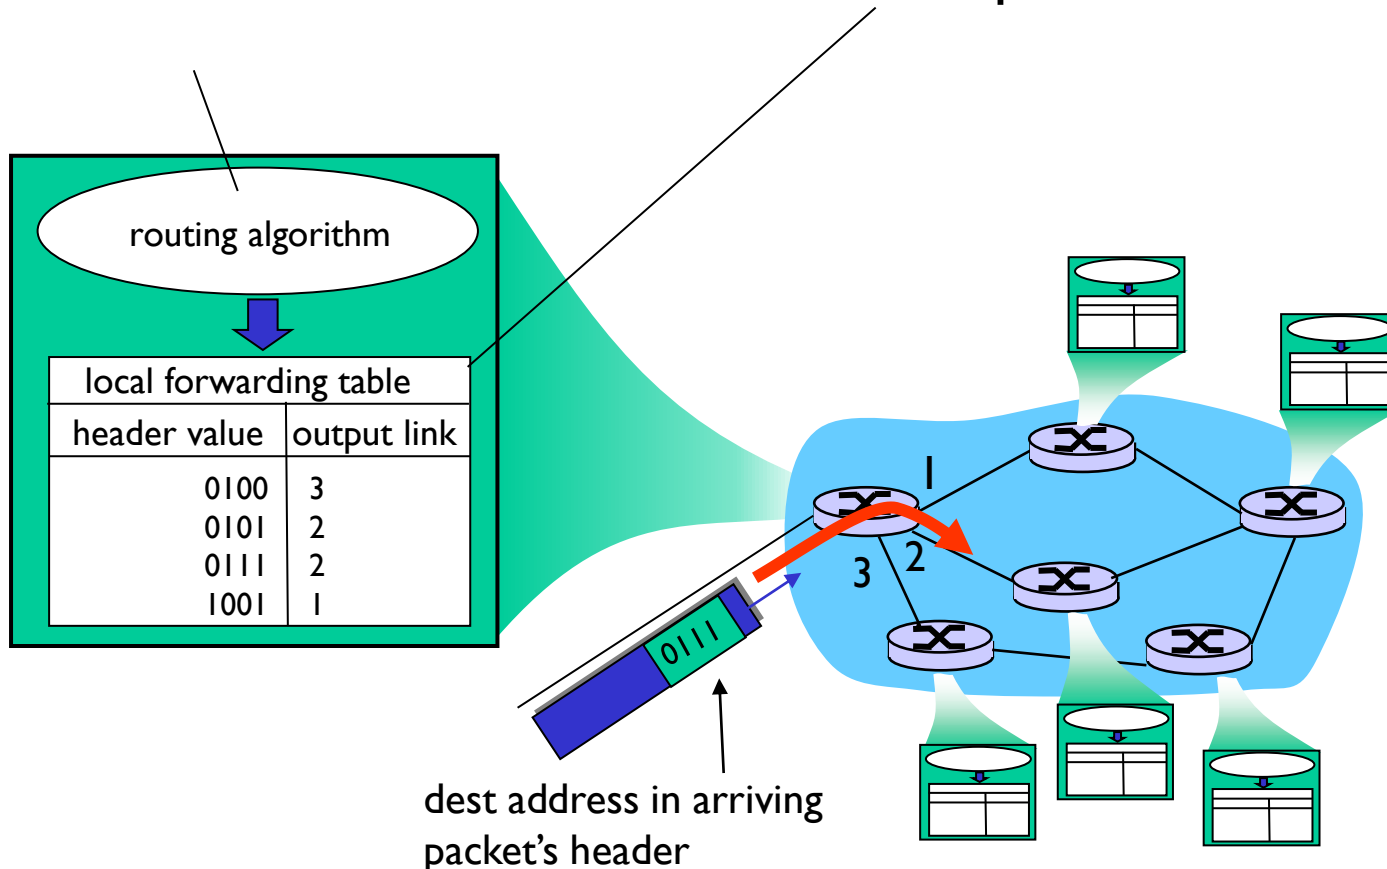 routing algorithm
local forwarding table
header value output link
0100 3
0101 2
0111 2
1001 1
1
2
3
0111
dest address in arriving
packet's header